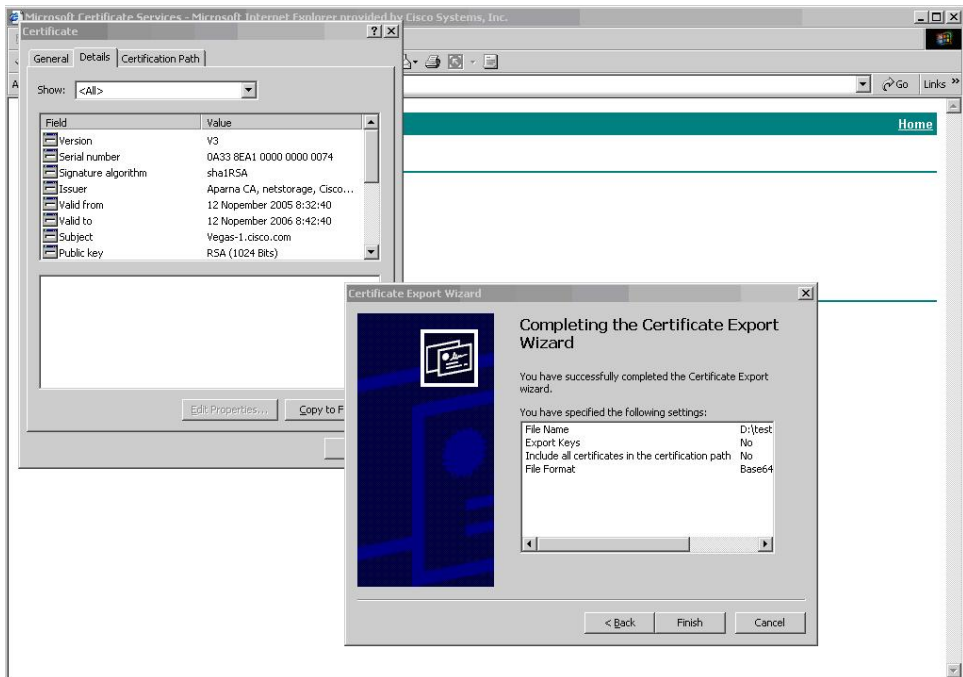 Microsoft Certificate Services - Microsoft Internet Explorer provided by Cisco Systems, Inc.
Certificate
General Details Certification Path
Show: <All>
Go Links »
Home
Field Value
Version V3
Serial number 0A33 8EA1 0000 0000 0074
Signature algorithm sha1RSA
Issuer Aparna CA, netstorage, Cisco...
Valid from 12 Nopember 2005 8:32:40
Valid to 12 Nopember 2006 8:42:40
Subject Vegas-1.cisco.com
Public key RSA (1024 Bits)
Edit Properties... Copy to F
Certificate Export Wizard
Completing the Certificate Export
Wizard
You have successfully completed the Certificate Export
wizard.
You have specified the following settings:
File Name D:\test
Export Keys No
Include all certificates in the certification path No
File Format Base64
< Back Finish Cancel